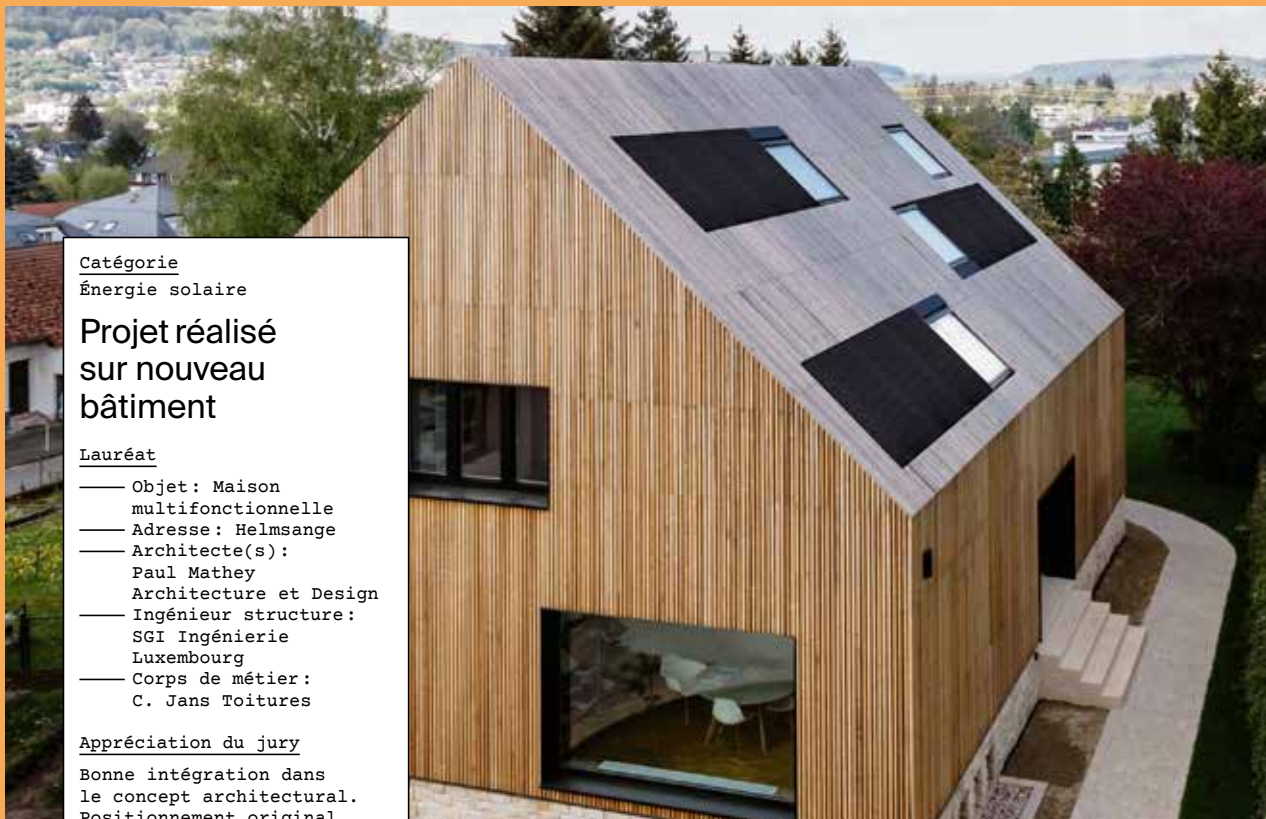 Catégorie
Énergie solaire
Projet réalisé
sur nouveau
bâtiment
Lauréat
Objet: Maison
multifonctionnelle
Adresse: Helmsange
Architecte(s):
Paul Mathey
Architecture et Design
Ingénieur structure:
SGI Ingénierie
Luxembourg
Corps de métier:
C. Jans Toitures
Appréciation du jury
Bonne intégration dans
le concept architectural.
Positionnement original